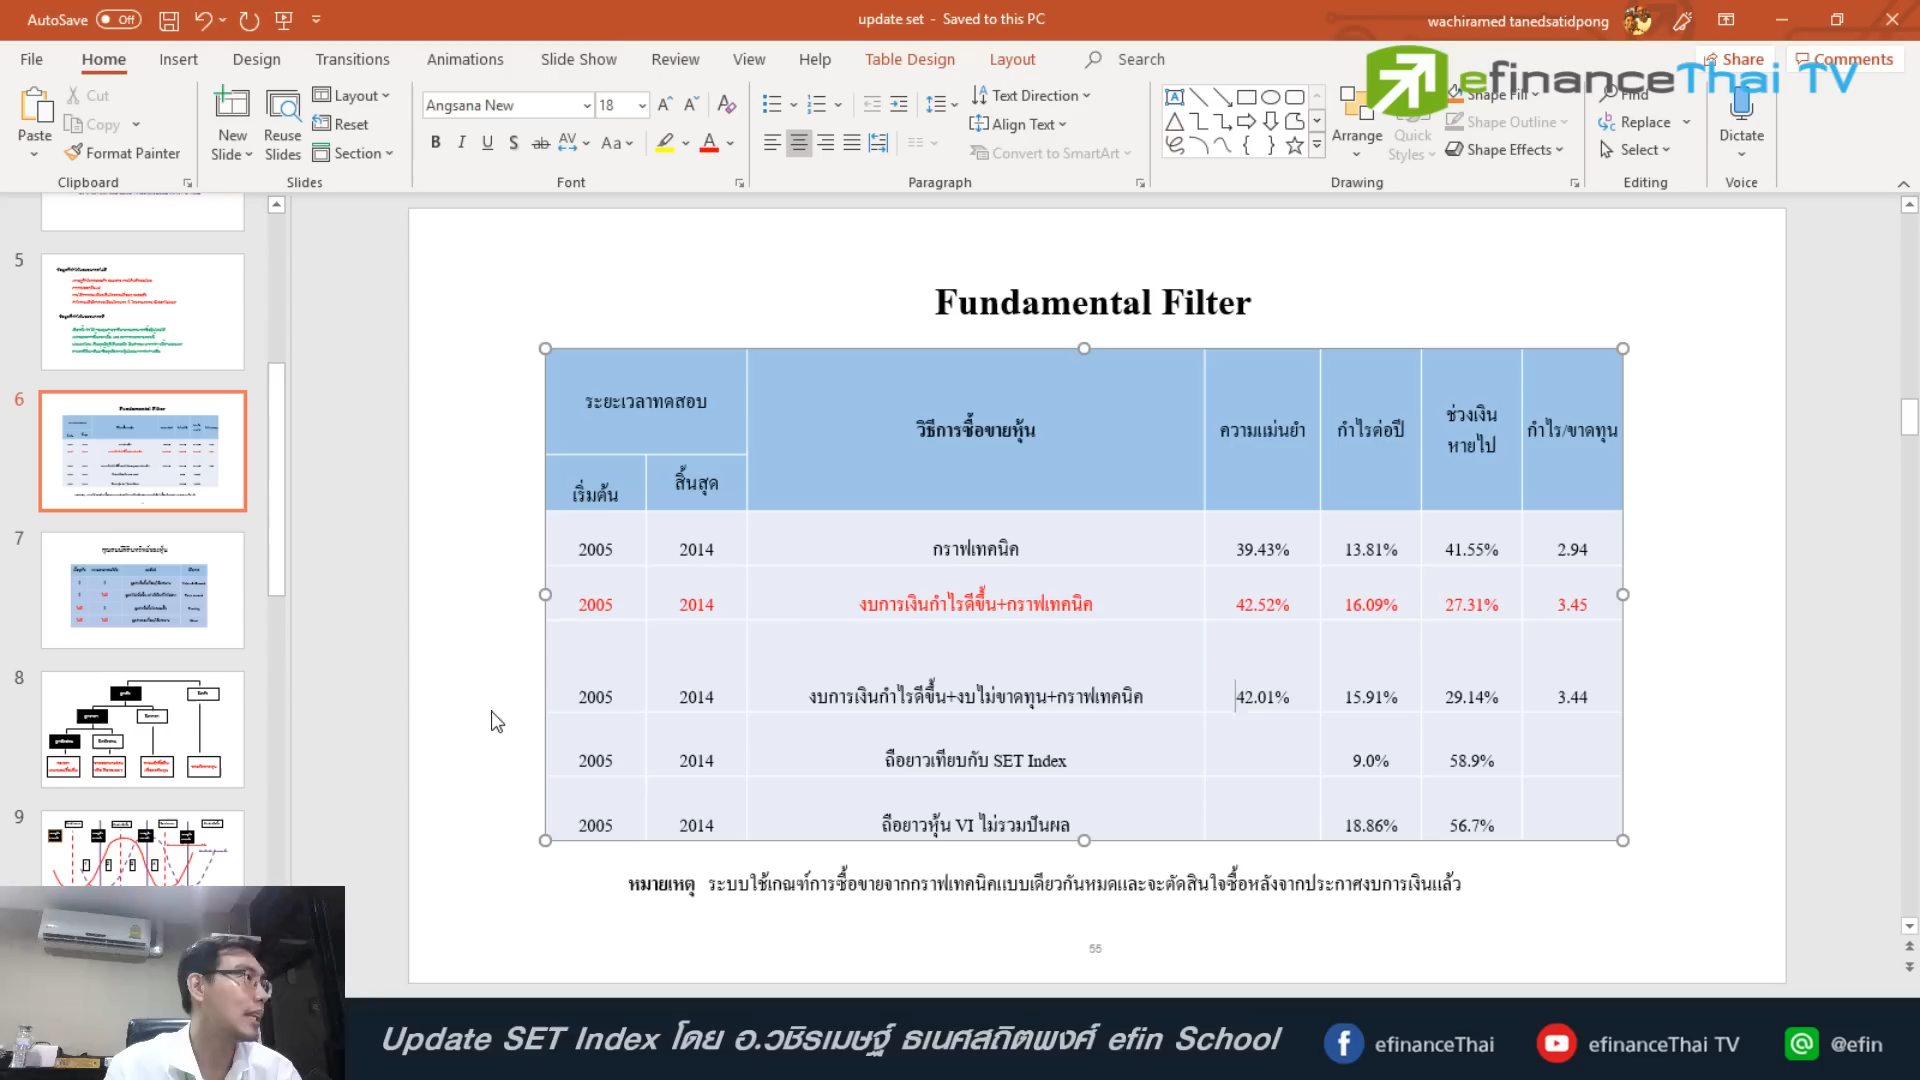 AutoSave Off
update set - Saved to this PC
wachiramed tanedsatidpong
File Home Insert Design Transitions Animations Slide Show Review View Help Table Design Layout Search
Share Comments
efinanceThai TV
Paste
Cut
Copy
Format Painter
Clipboard
New Slide
Reuse Slides
Layout
Reset
Section
Slides
Angsana New 18
Font
Text Direction
Align Text
Convert to SmartArt
Paragraph
Arrange
Quick Styles
Shape Fill
Shape Outline
Shape Effects
Drawing
Find
Replace
Select
Editing
Dictate
Voice
5
6
Fundamental Filter
7
8
9
Fundamental Filter
ระยะเวลาทดสอบ วิธีการซื้อขายหุ้น ความแม่นยำ กำไรต่อปี ช่วงเงินหายไป กำไร/ขาดทุน
เริ่มต้น สิ้นสุด
2005 2014 กราฟเทคนิค 39.43% 13.81% 41.55% 2.94
2005 2014 งบการเงินกำไรดีขึ้น+กราฟเทคนิค 42.52% 16.09% 27.31% 3.45
2005 2014 งบการเงินกำไรดีขึ้น+งบไม่ขาดทุน+กราฟเทคนิค 42.01% 15.91% 29.14% 3.44
2005 2014 ถือยาวเทียบกับ SET Index 9.0% 58.9%
2005 2014 ถือยาวหุ้น VI ไม่รวมปันผล 18.86% 56.7%
หมายเหตุ ระบบใช้เกณฑ์การซื้อขายจากกราฟเทคนิคแบบเดียวกันหมดและจะตัดสินใจซื้อหลังจากประกาศงบการเงินแล้ว
55
Update SET Index โดย อ.วชิรเมษฐ์ ธเนศสถิตพงศ์ efin School
efinanceThai
efinanceThai TV
@efin